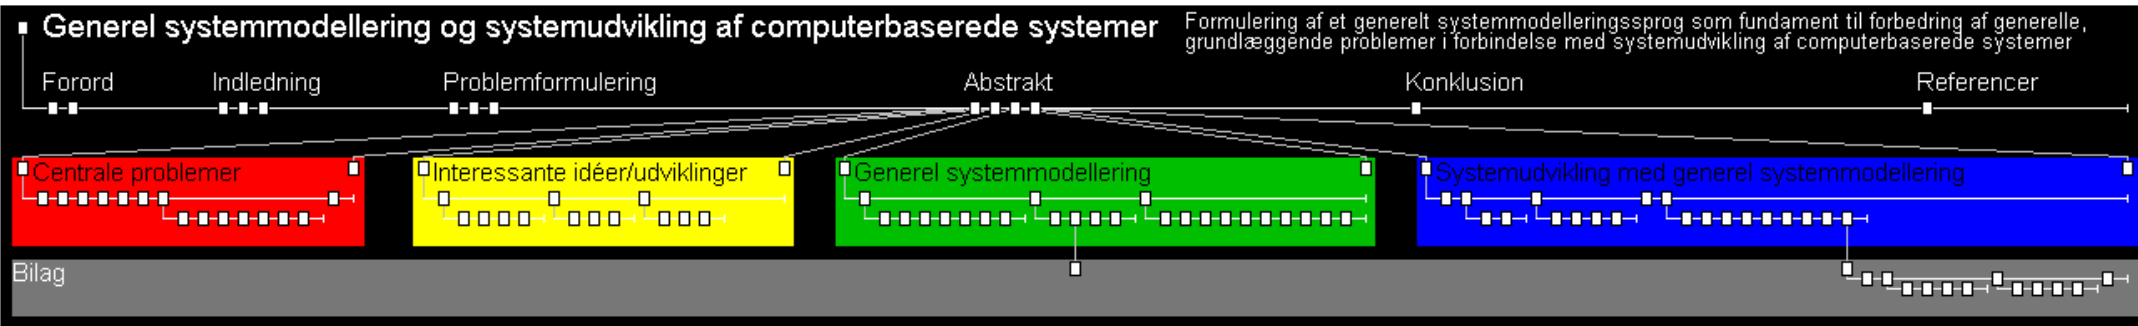 Generel systemmodellering og systemudvikling af computerbaserede systemer
Formulering af et generelt systemmodelleringssprog som fundament til forbedring af generelle,
grundlæggende problemer i forbindelse med systemudvikling af computerbaserede systemer
Forord
Indledning
Problemformulering
Abstrakt
Konklusion
Referencer
Centrale problemer
Interessante idéer/udviklinger
Generel systemmodellering
Systemudvikling med generel systemmodellering
Bilag